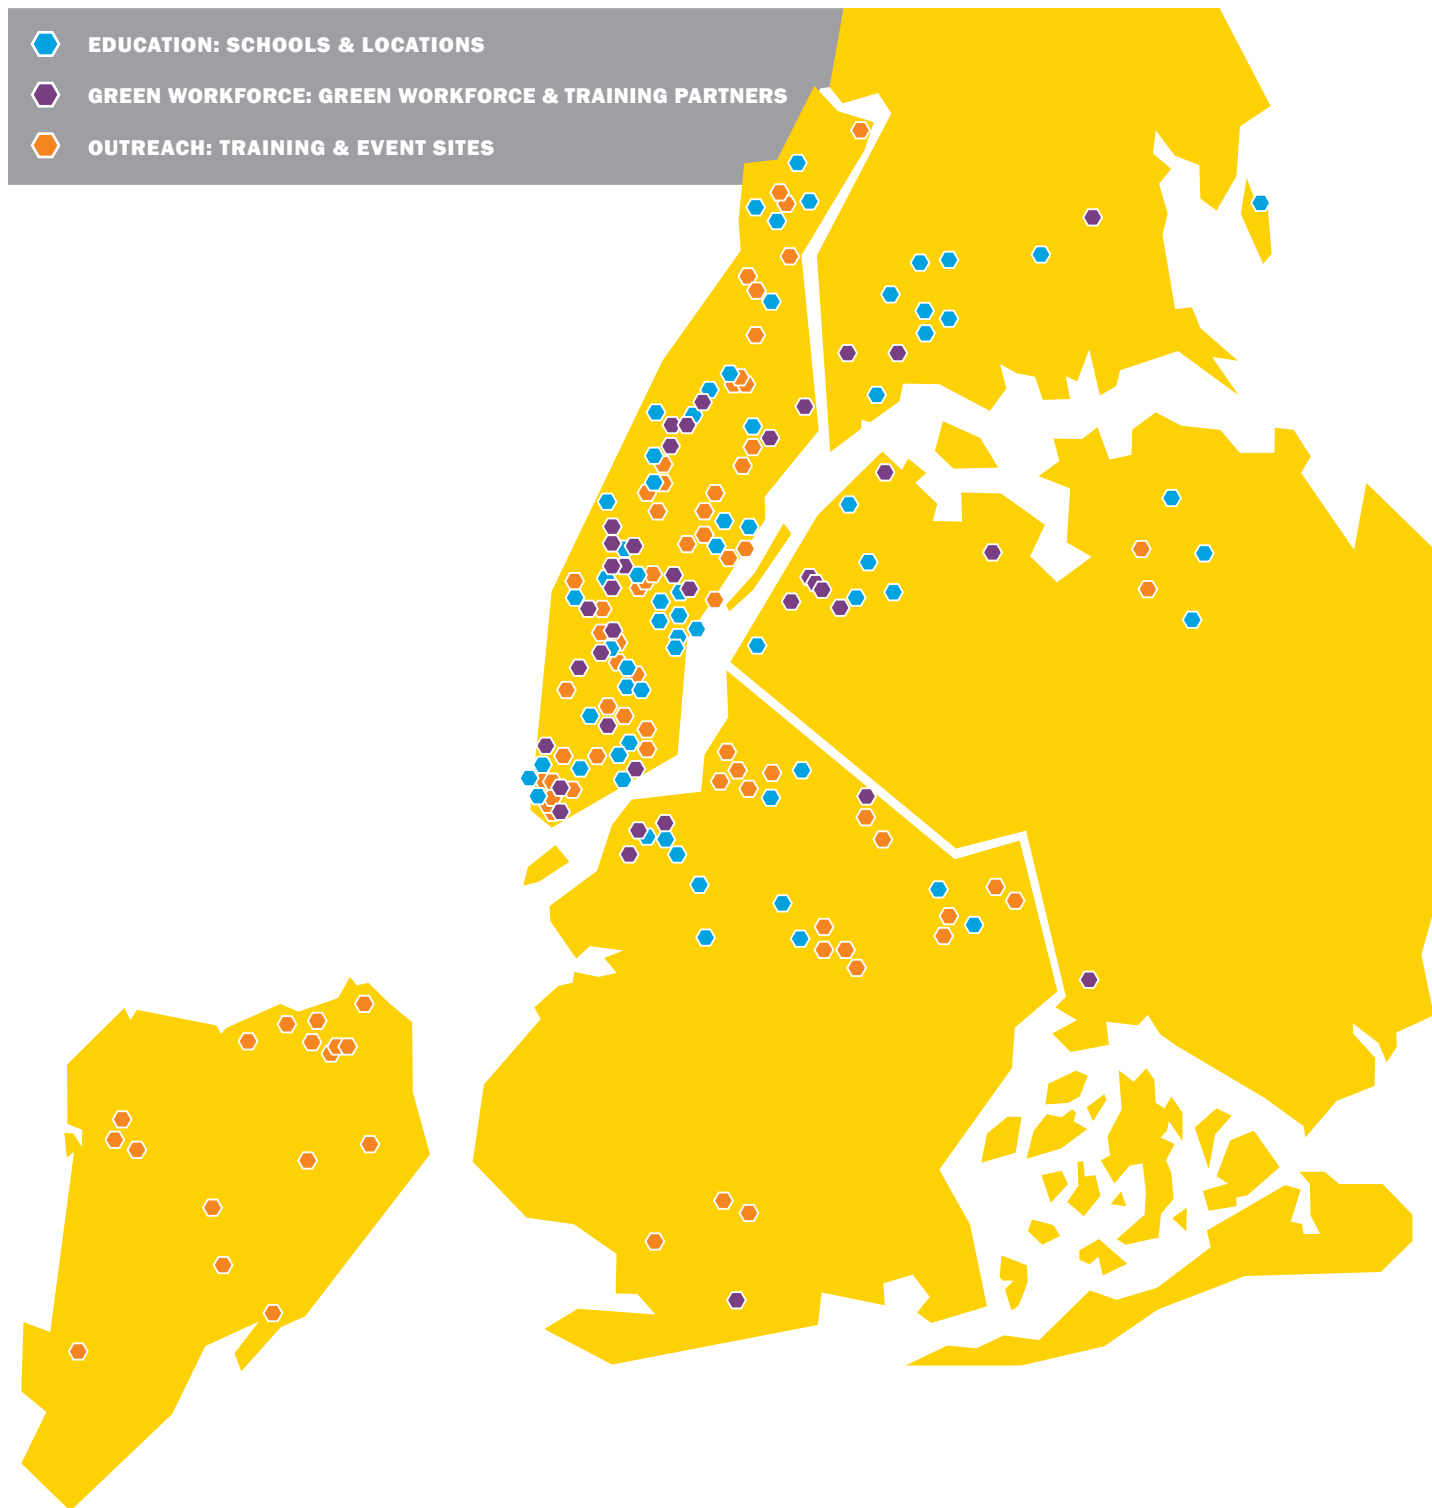 EDUCATION: SCHOOLS & LOCATIONS
GREEN WORKFORCE: GREEN WORKFORCE & TRAINING PARTNERS
OUTREACH: TRAINING & EVENT SITES